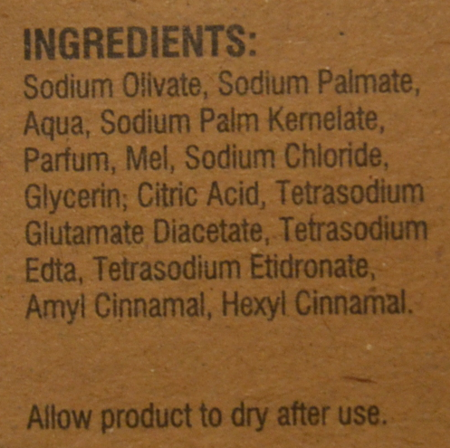 INGREDIENTS:
Sodium Olivate, Sodium Palmate,
Aqua, Sodium Palm Kernelate,
Parfum, Mel, Sodium Chloride,
Glycerin; Citric Acid, Tetrasodium
Glutamate Diacetate, Tetrasodium
Edta, Tetrasodium Etidronate,
Amyl Cinnamal, Hexyl Cinnamal.
Allow product to dry after use.